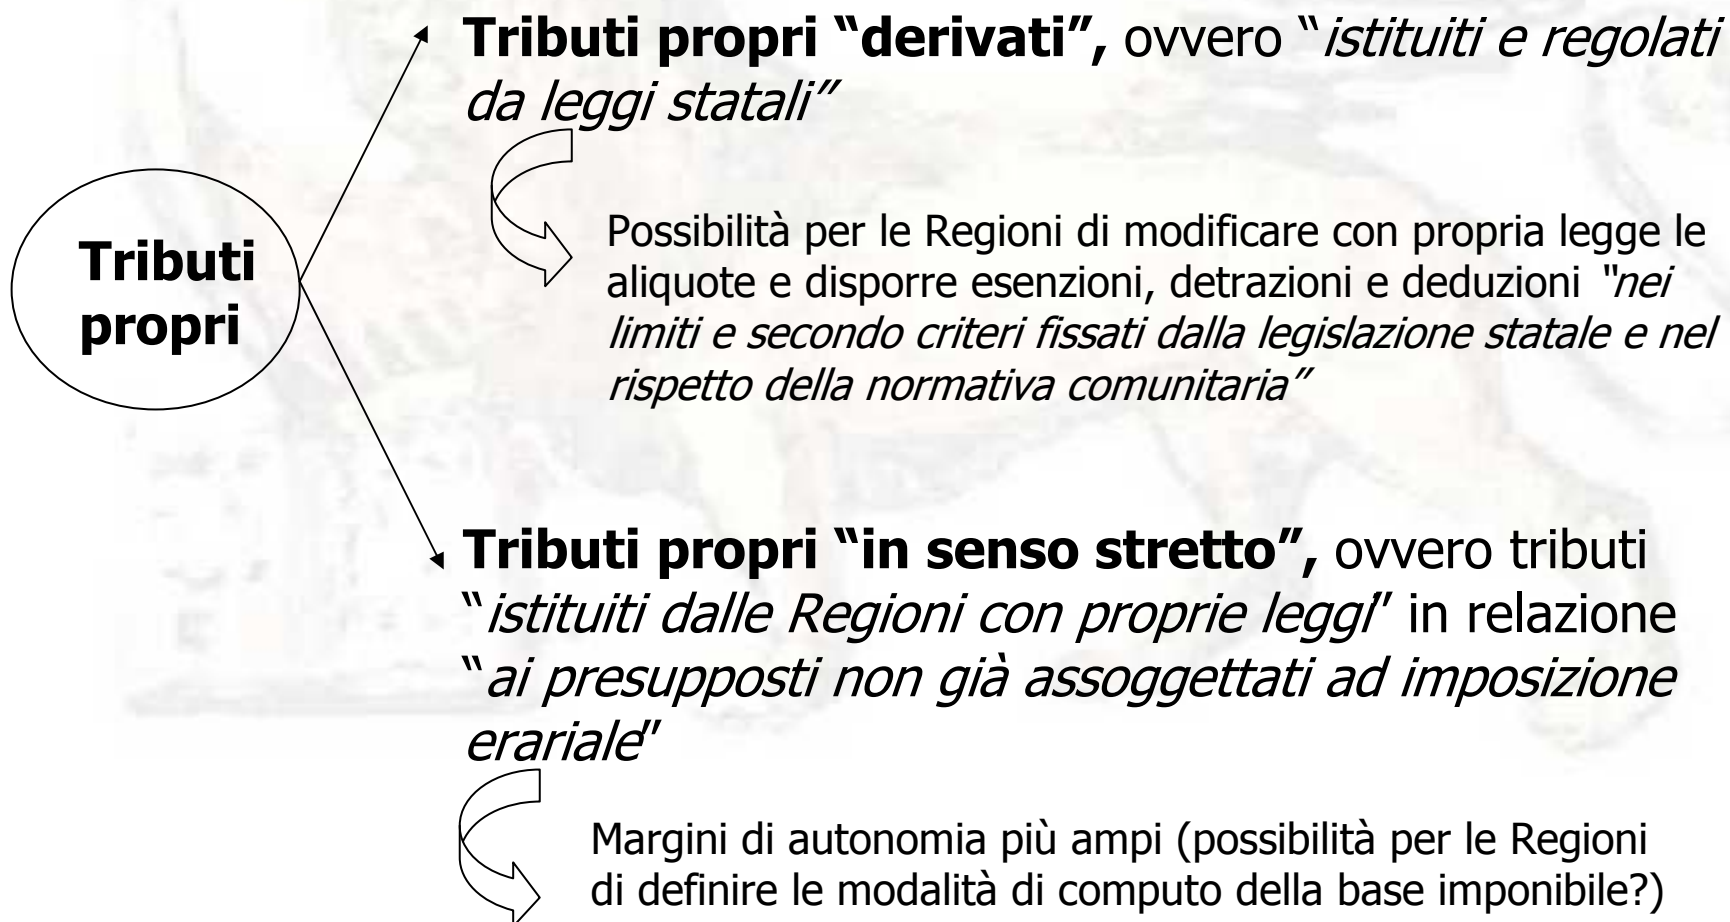 Tributi propri “derivati”, ovvero “istituiti e regolati
da leggi statali”
Tributi
propri
Possibilità per le Regioni di modificare con propria legge le
aliquote e disporre esenzioni, detrazioni e deduzioni “nei
limiti e secondo criteri fissati dalla legislazione statale e nel
rispetto della normativa comunitaria”
Tributi propri “in senso stretto”, ovvero tributi
“istituiti dalle Regioni con proprie leggi” in relazione
“ai presupposti non già assoggettati ad imposizione
erariale”
Margini di autonomia più ampi (possibilità per le Regioni
di definire le modalità di computo della base imponibile?)